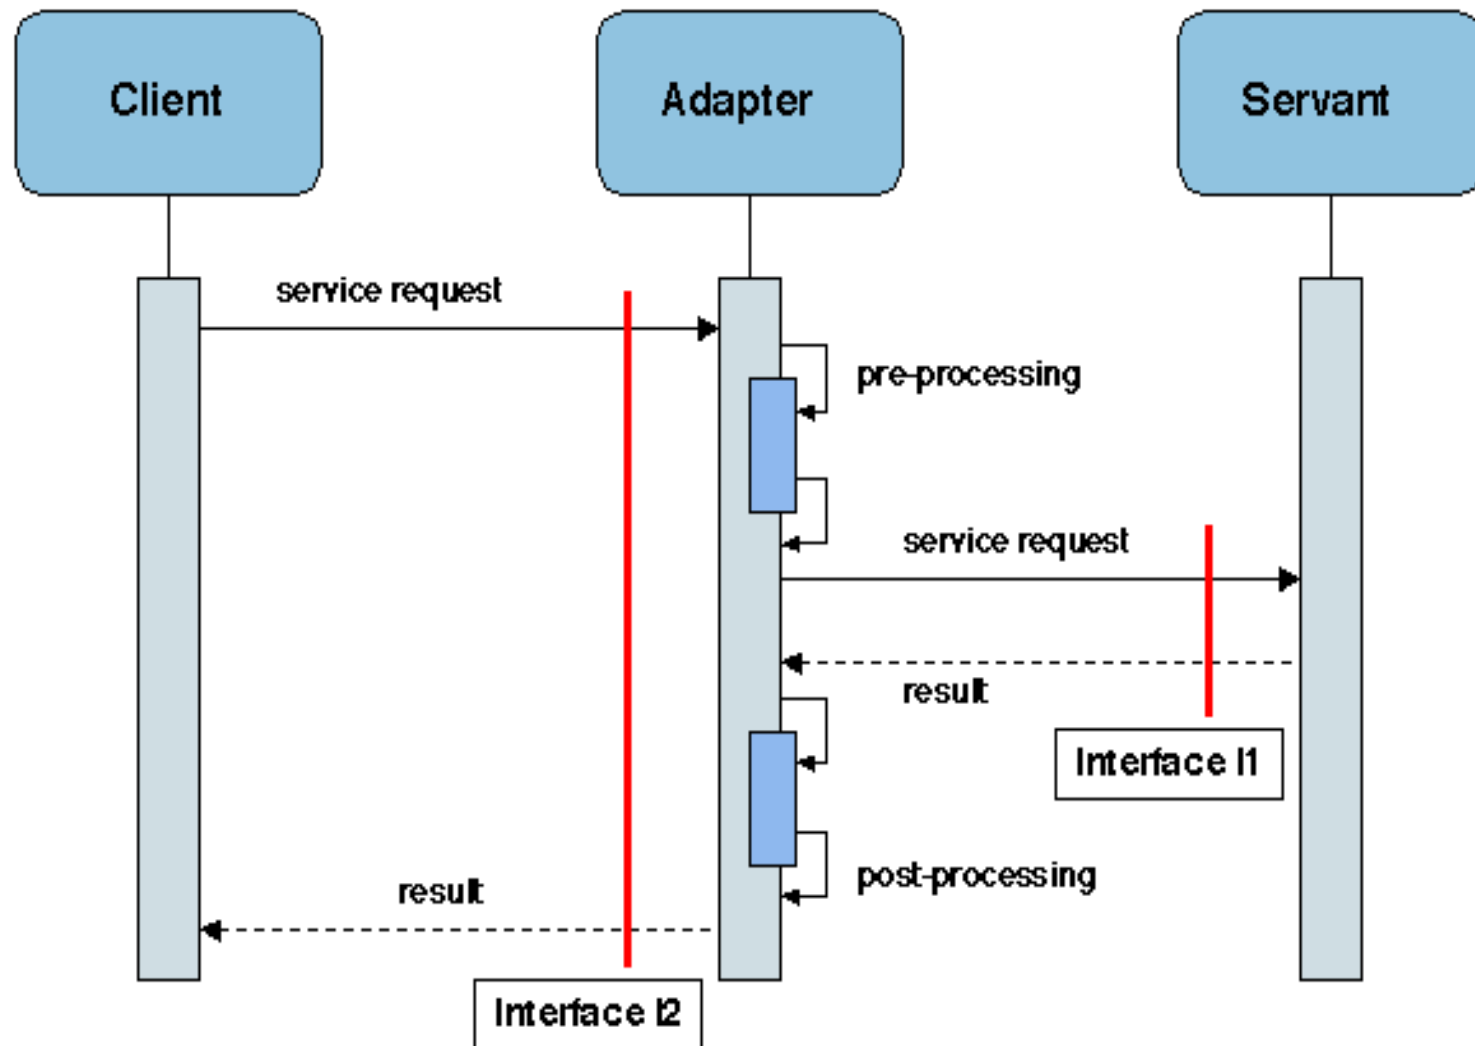 Client
Adapter
Servant
service request
pre-processing
service request
result
Interface I1
post-processing
result
Interface I2